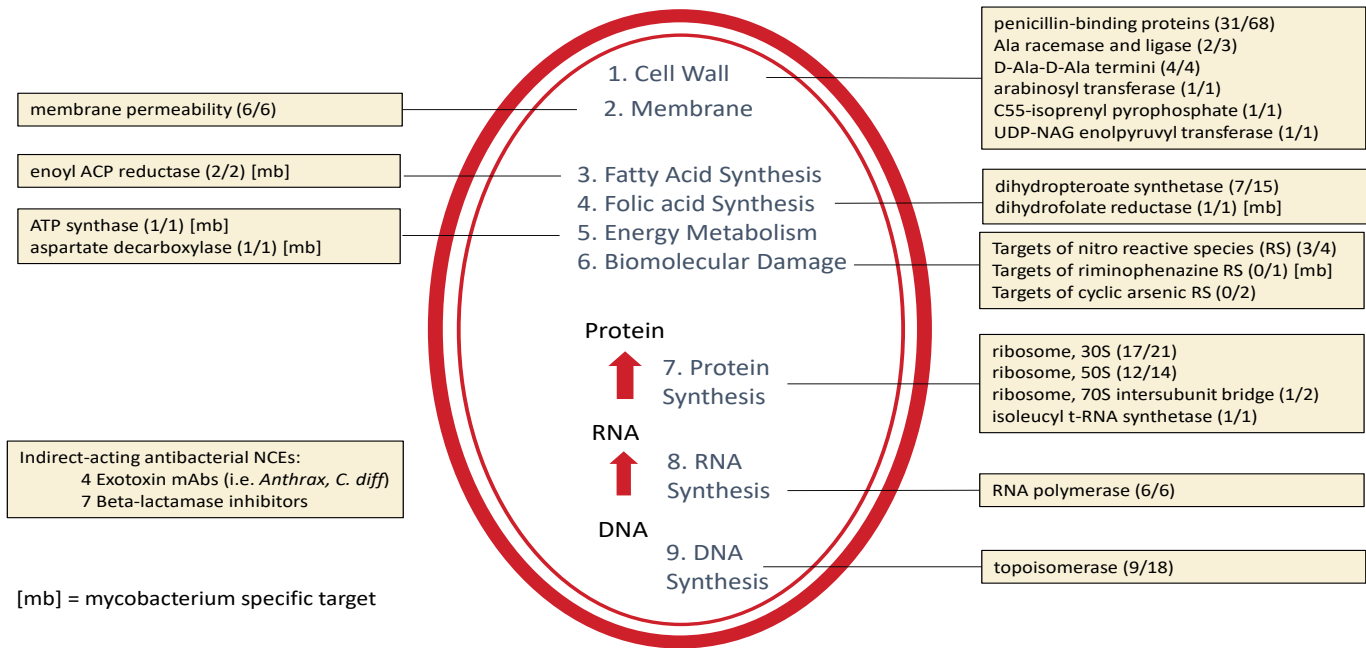 1. Cell Wall
2. Membrane
3. Fatty Acid Synthesis
4. Folic acid Synthesis
5. Energy Metabolism
6. Biomolecular Damage
Protein
7. Protein
Synthesis
RNA
8. RNA
Synthesis
DNA
9. DNA
Synthesis
membrane permeability (6/6)
enoyl ACP reductase (2/2) [mb]
ATP synthase (1/1) [mb]
aspartate decarboxylase (1/1) [mb]
Indirect-acting antibacterial NCEs:
4 Exotoxin mAbs (i.e. Anthrax, C. diff)
7 Beta-lactamase inhibitors
[mb] = mycobacterium specific target
penicillin-binding proteins (31/68)
Ala racemase and ligase (2/3)
D-Ala-D-Ala termini (4/4)
arabinosyl transferase (1/1)
C55-isoprenyl pyrophosphate (1/1)
UDP-NAG enolpyruvyl transferase (1/1)
dihydropteroate synthetase (7/15)
dihydrofolate reductase (1/1) [mb]
Targets of nitro reactive species (RS) (3/4)
Targets of riminophenazine RS (0/1) [mb]
Targets of cyclic arsenic RS (0/2)
ribosome, 30S (17/21)
ribosome, 50S (12/14)
ribosome, 70S intersubunit bridge (1/2)
isoleucyl t-RNA synthetase (1/1)
RNA polymerase (6/6)
topoisomerase (9/18)